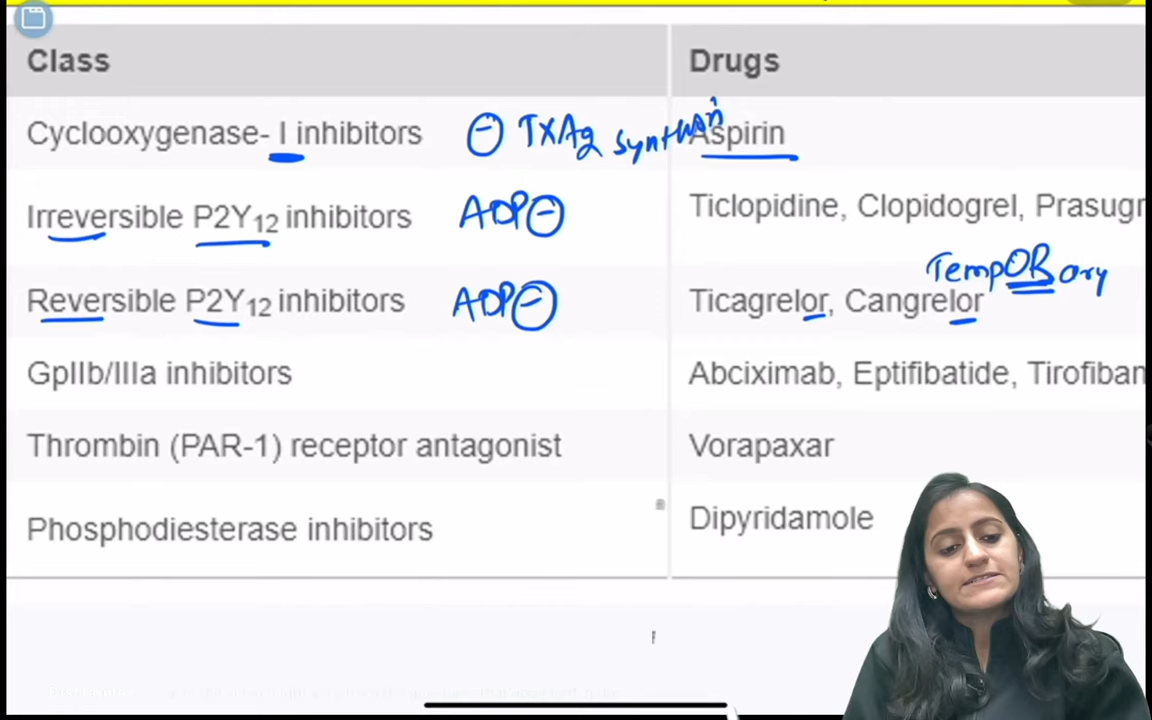 Class Drugs
Cyclooxygenase- I inhibitors ⊖ TXA2 Synthesis Aspirin
Irreversible P2Y12 inhibitors ADP⊖ Ticlopidine, Clopidogrel, Prasugr
TempORary
Reversible P2Y12 inhibitors ADP⊖ Ticagrelor, Cangrelor
GpIIb/IIIa inhibitors Abciximab, Eptifibatide, Tirofiban
Thrombin (PAR-1) receptor antagonist Vorapaxar
Phosphodiesterase inhibitors Dipyridamole